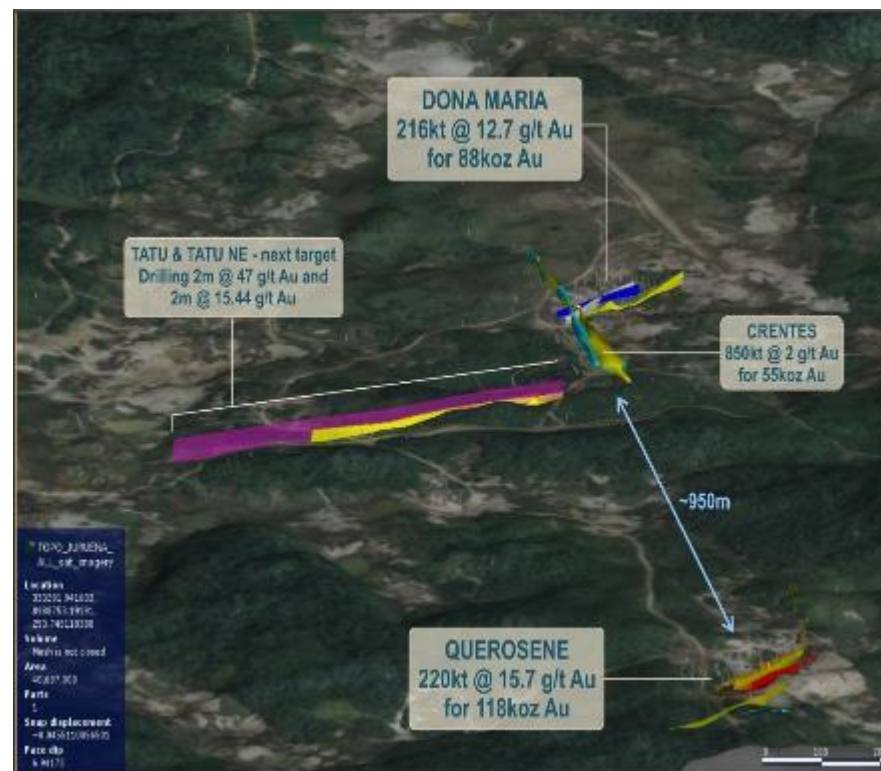 DONA MARIA
216kt @ 12.7 g/t Au
for 88koz Au
TATU & TATU NE - next target
Drilling 2m @ 47 g/t Au and
2m @ 15.44 g/t Au
CRENTES
850kt @ 2 g/t Au
for 55koz Au
~950m
QUEROSENE
220kt @ 15.7 g/t Au
for 118koz Au
Location
Volume
Mesh is not closed
Area
Parts
1
Snap displacement
Face dip
0
100